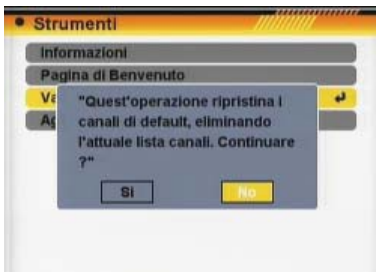 Strumenti
Informazioni
Pagina di Benvenuto
"Quest'operazione ripristina i
canali di default, eliminando
l'attuale lista canali. Continuare
?"
Si
No